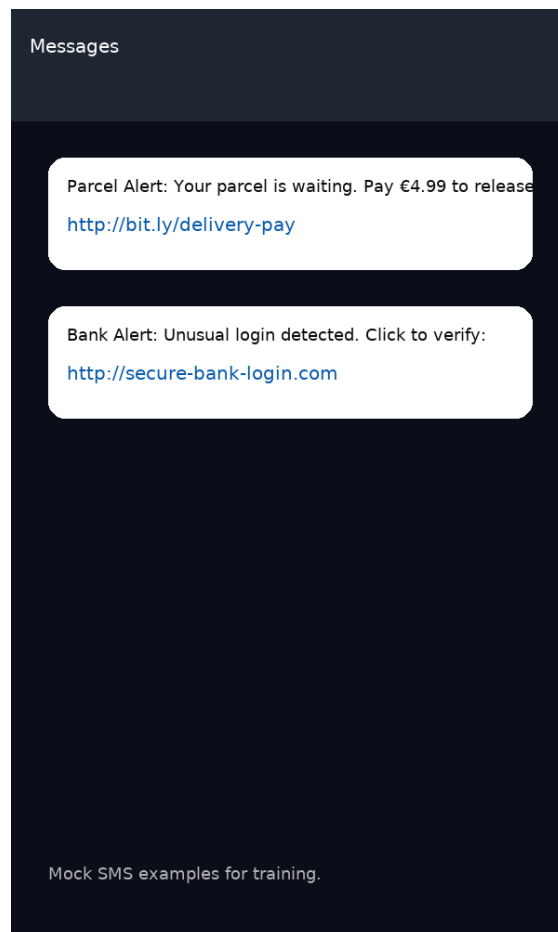 Messages
Parcel Alert: Your parcel is waiting. Pay €4.99 to release
http://bit.ly/delivery-pay
Bank Alert: Unusual login detected. Click to verify:
http://secure-bank-login.com
Mock SMS examples for training.